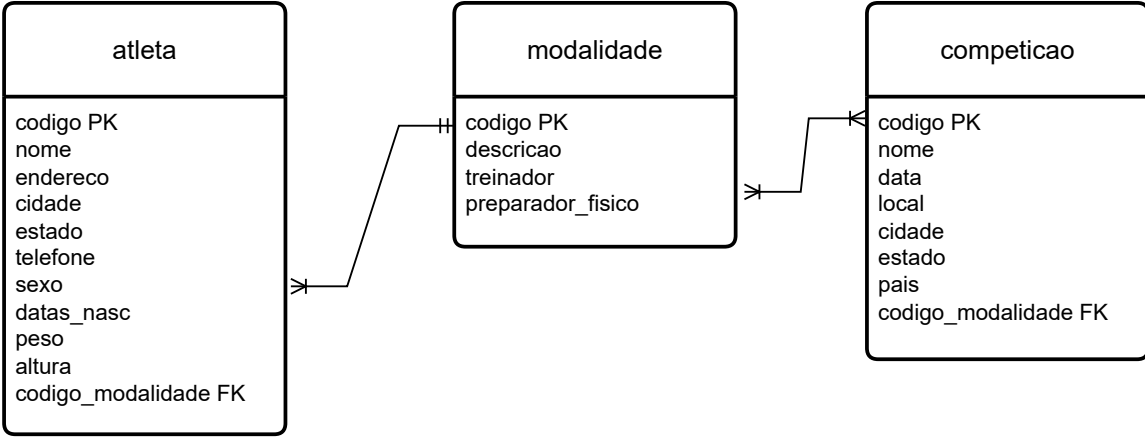 atleta
codigo PK
nome
endereco
cidade
estado
telefone
sexo
datas_nasc
peso
altura
codigo_modalidade FK
modalidade
codigo PK
descricao
treinador
preparador_fisico
competicao
codigo PK
nome
data
local
cidade
estado
pais
codigo_modalidade FK